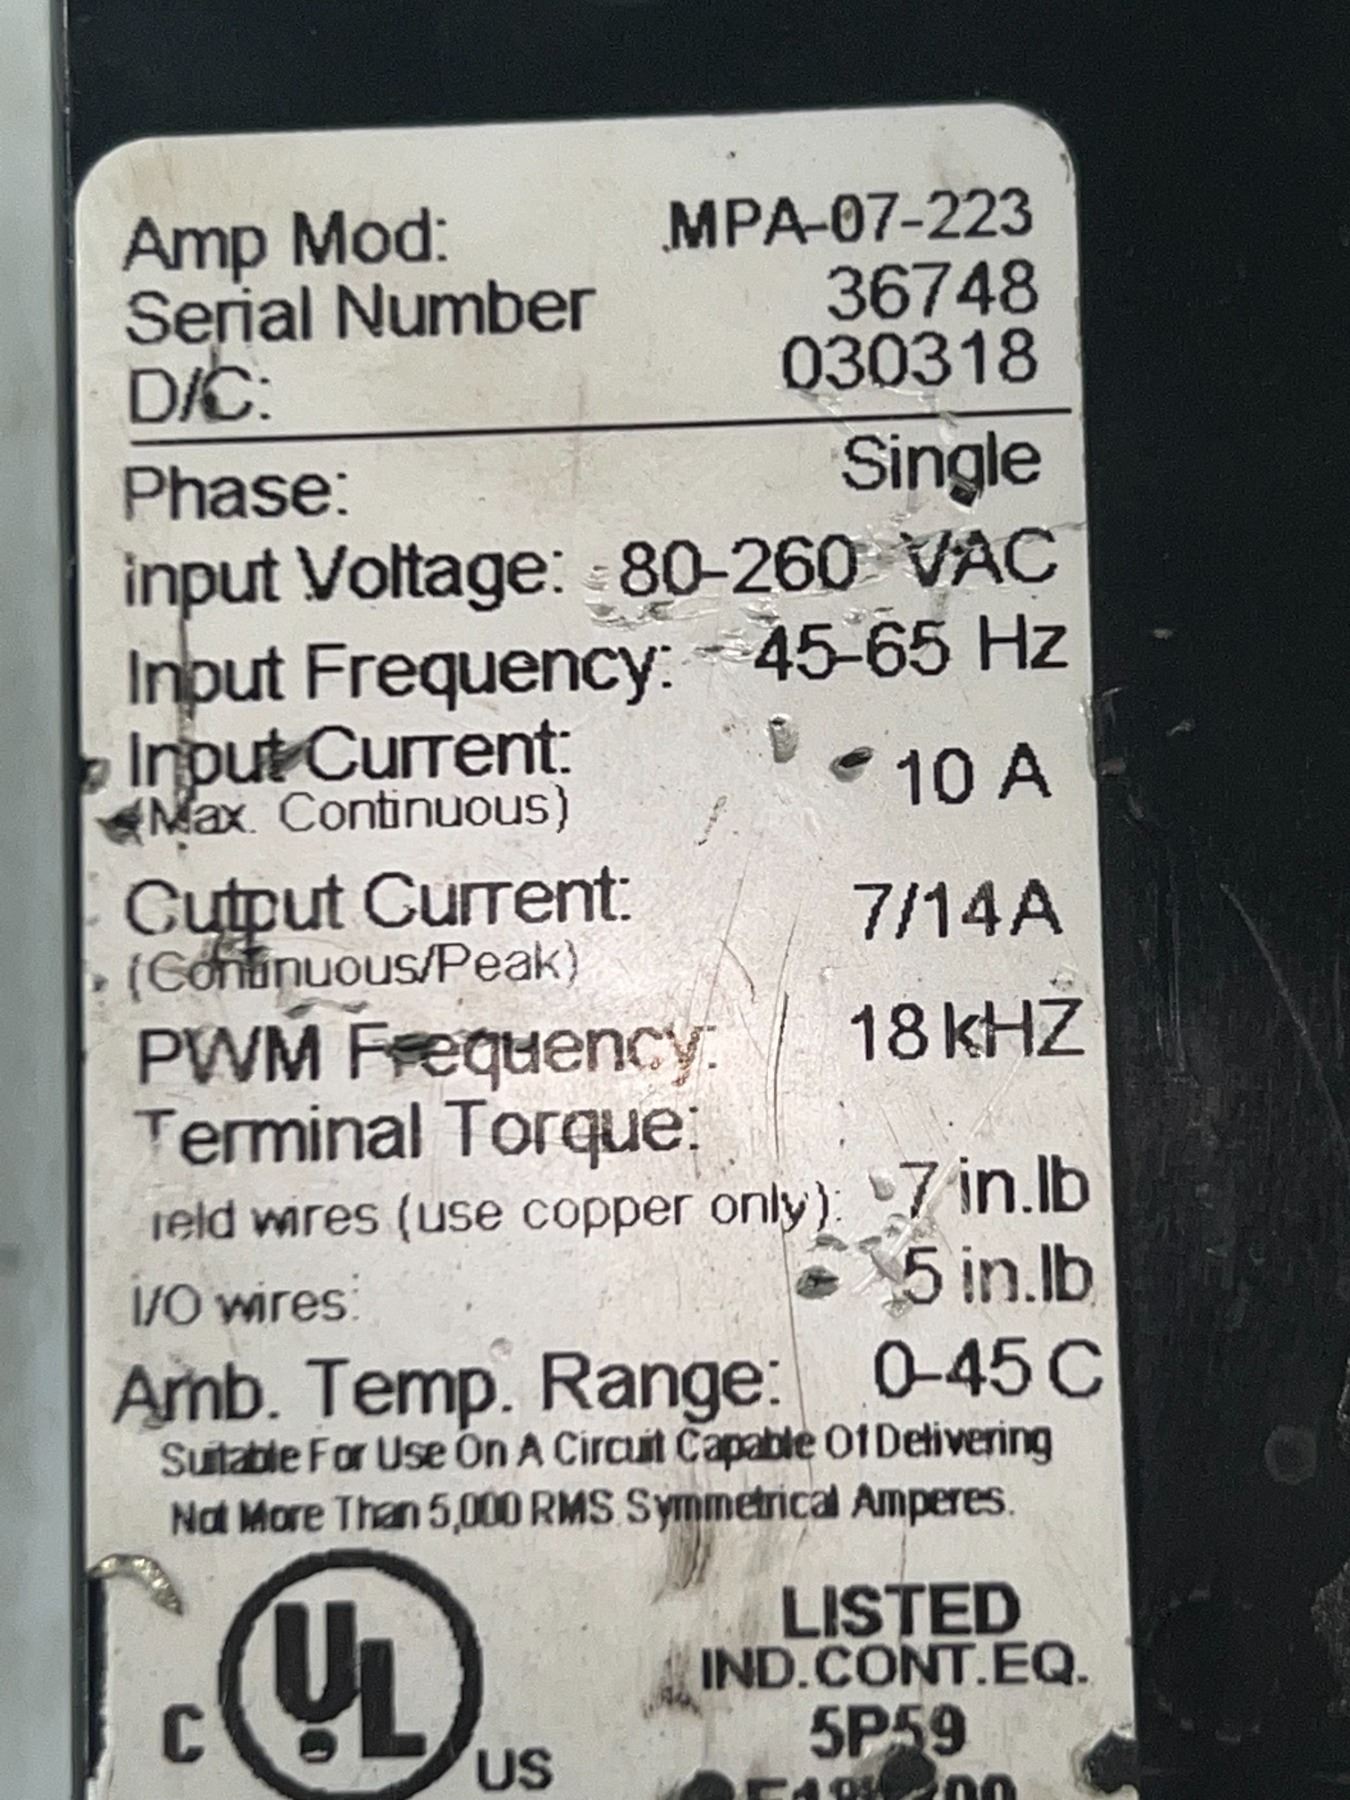 Amp Mod: MPA-07-223
Serial Number 36748
D/C: 030318
Phase: Single
Input Voltage: 80-260 VAC
Input Frequency: 45-65 Hz
Input Current: 10 A
(Max. Continuous)
Output Current: 7/14A
(Continuous/Peak)
PWM Frequency: 18kHZ
Terminal Torque:
Field wires (use copper only): 7 in.lb
I/O wires: 5 in.lb
Amb. Temp. Range: 0-45 C
Suitable For Use On A Circuit Capable Of Delivering
Not More Than 5,000 RMS Symmetrical Amperes.
C UL US
LISTED
IND.CONT.EQ.
5P59